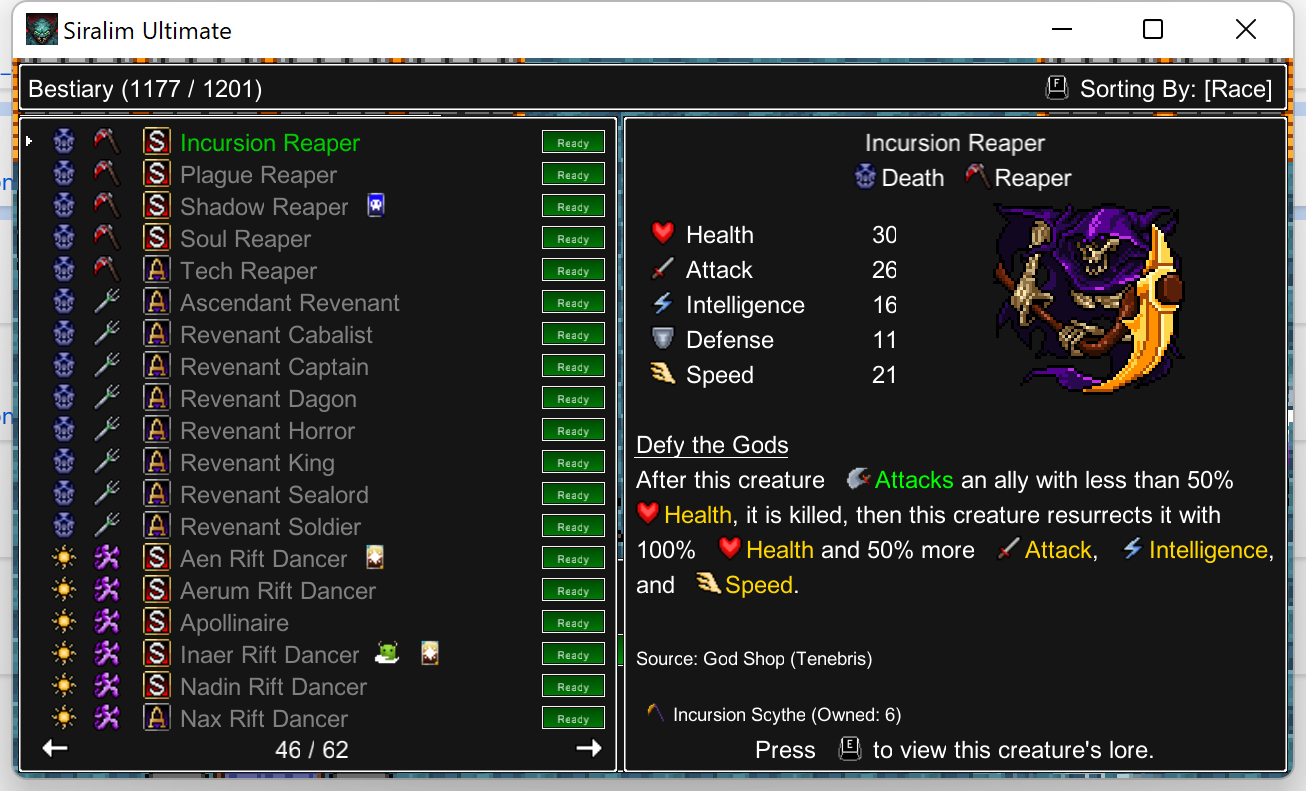 Siralim Ultimate
Bestiary (1177 / 1201)
F Sorting By: [Race]
S Incursion Reaper Ready
S Plague Reaper Ready
S Shadow Reaper Ready
S Soul Reaper Ready
A Tech Reaper Ready
A Ascendant Revenant Ready
A Revenant Cabalist Ready
A Revenant Captain Ready
A Revenant Dagon Ready
A Revenant Horror Ready
A Revenant King Ready
A Revenant Sealord Ready
A Revenant Soldier Ready
S Aen Rift Dancer Ready
S Aerum Rift Dancer Ready
S Apollinaire Ready
S Inaer Rift Dancer Ready
S Nadin Rift Dancer Ready
A Nax Rift Dancer Ready
46 / 62
Incursion Reaper
Death Reaper
Health 30
Attack 26
Intelligence 16
Defense 11
Speed 21
Defy the Gods
After this creature Attacks an ally with less than 50%
Health, it is killed, then this creature resurrects it with
100% Health and 50% more Attack, Intelligence,
and Speed.
Source: God Shop (Tenebris)
Incursion Scythe (Owned: 6)
Press E to view this creature's lore.